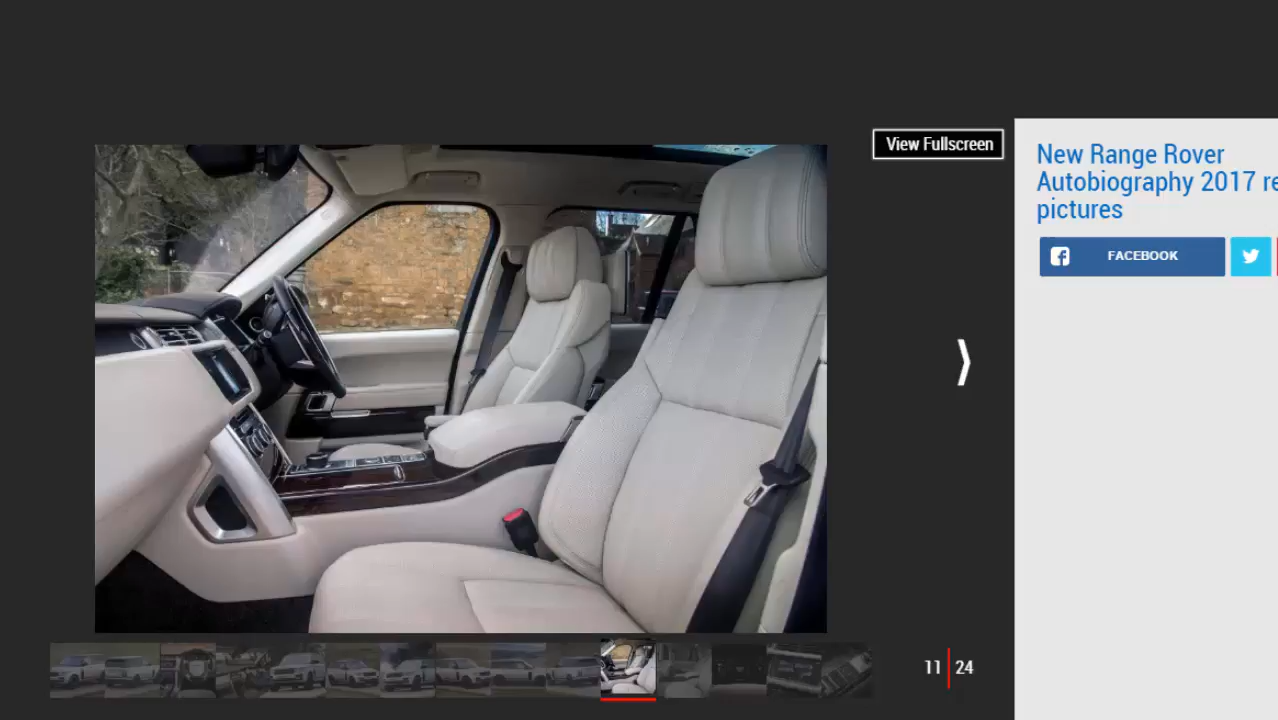 View Fullscreen
New Range Rover
Autobiography 2017 re
pictures
FACEBOOK
11 24